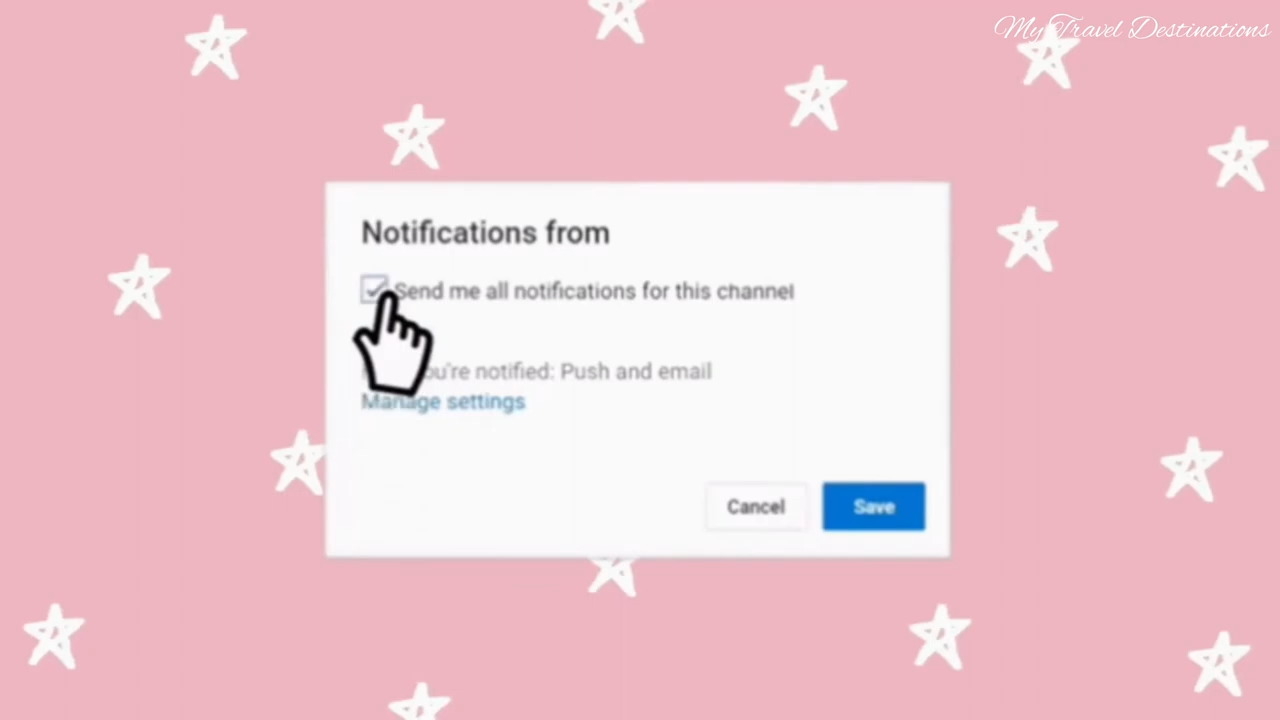 My Travel Destinations
Notifications from
Send me all notifications for this channel
you're notified: Push and email
Manage settings
Cancel
Save